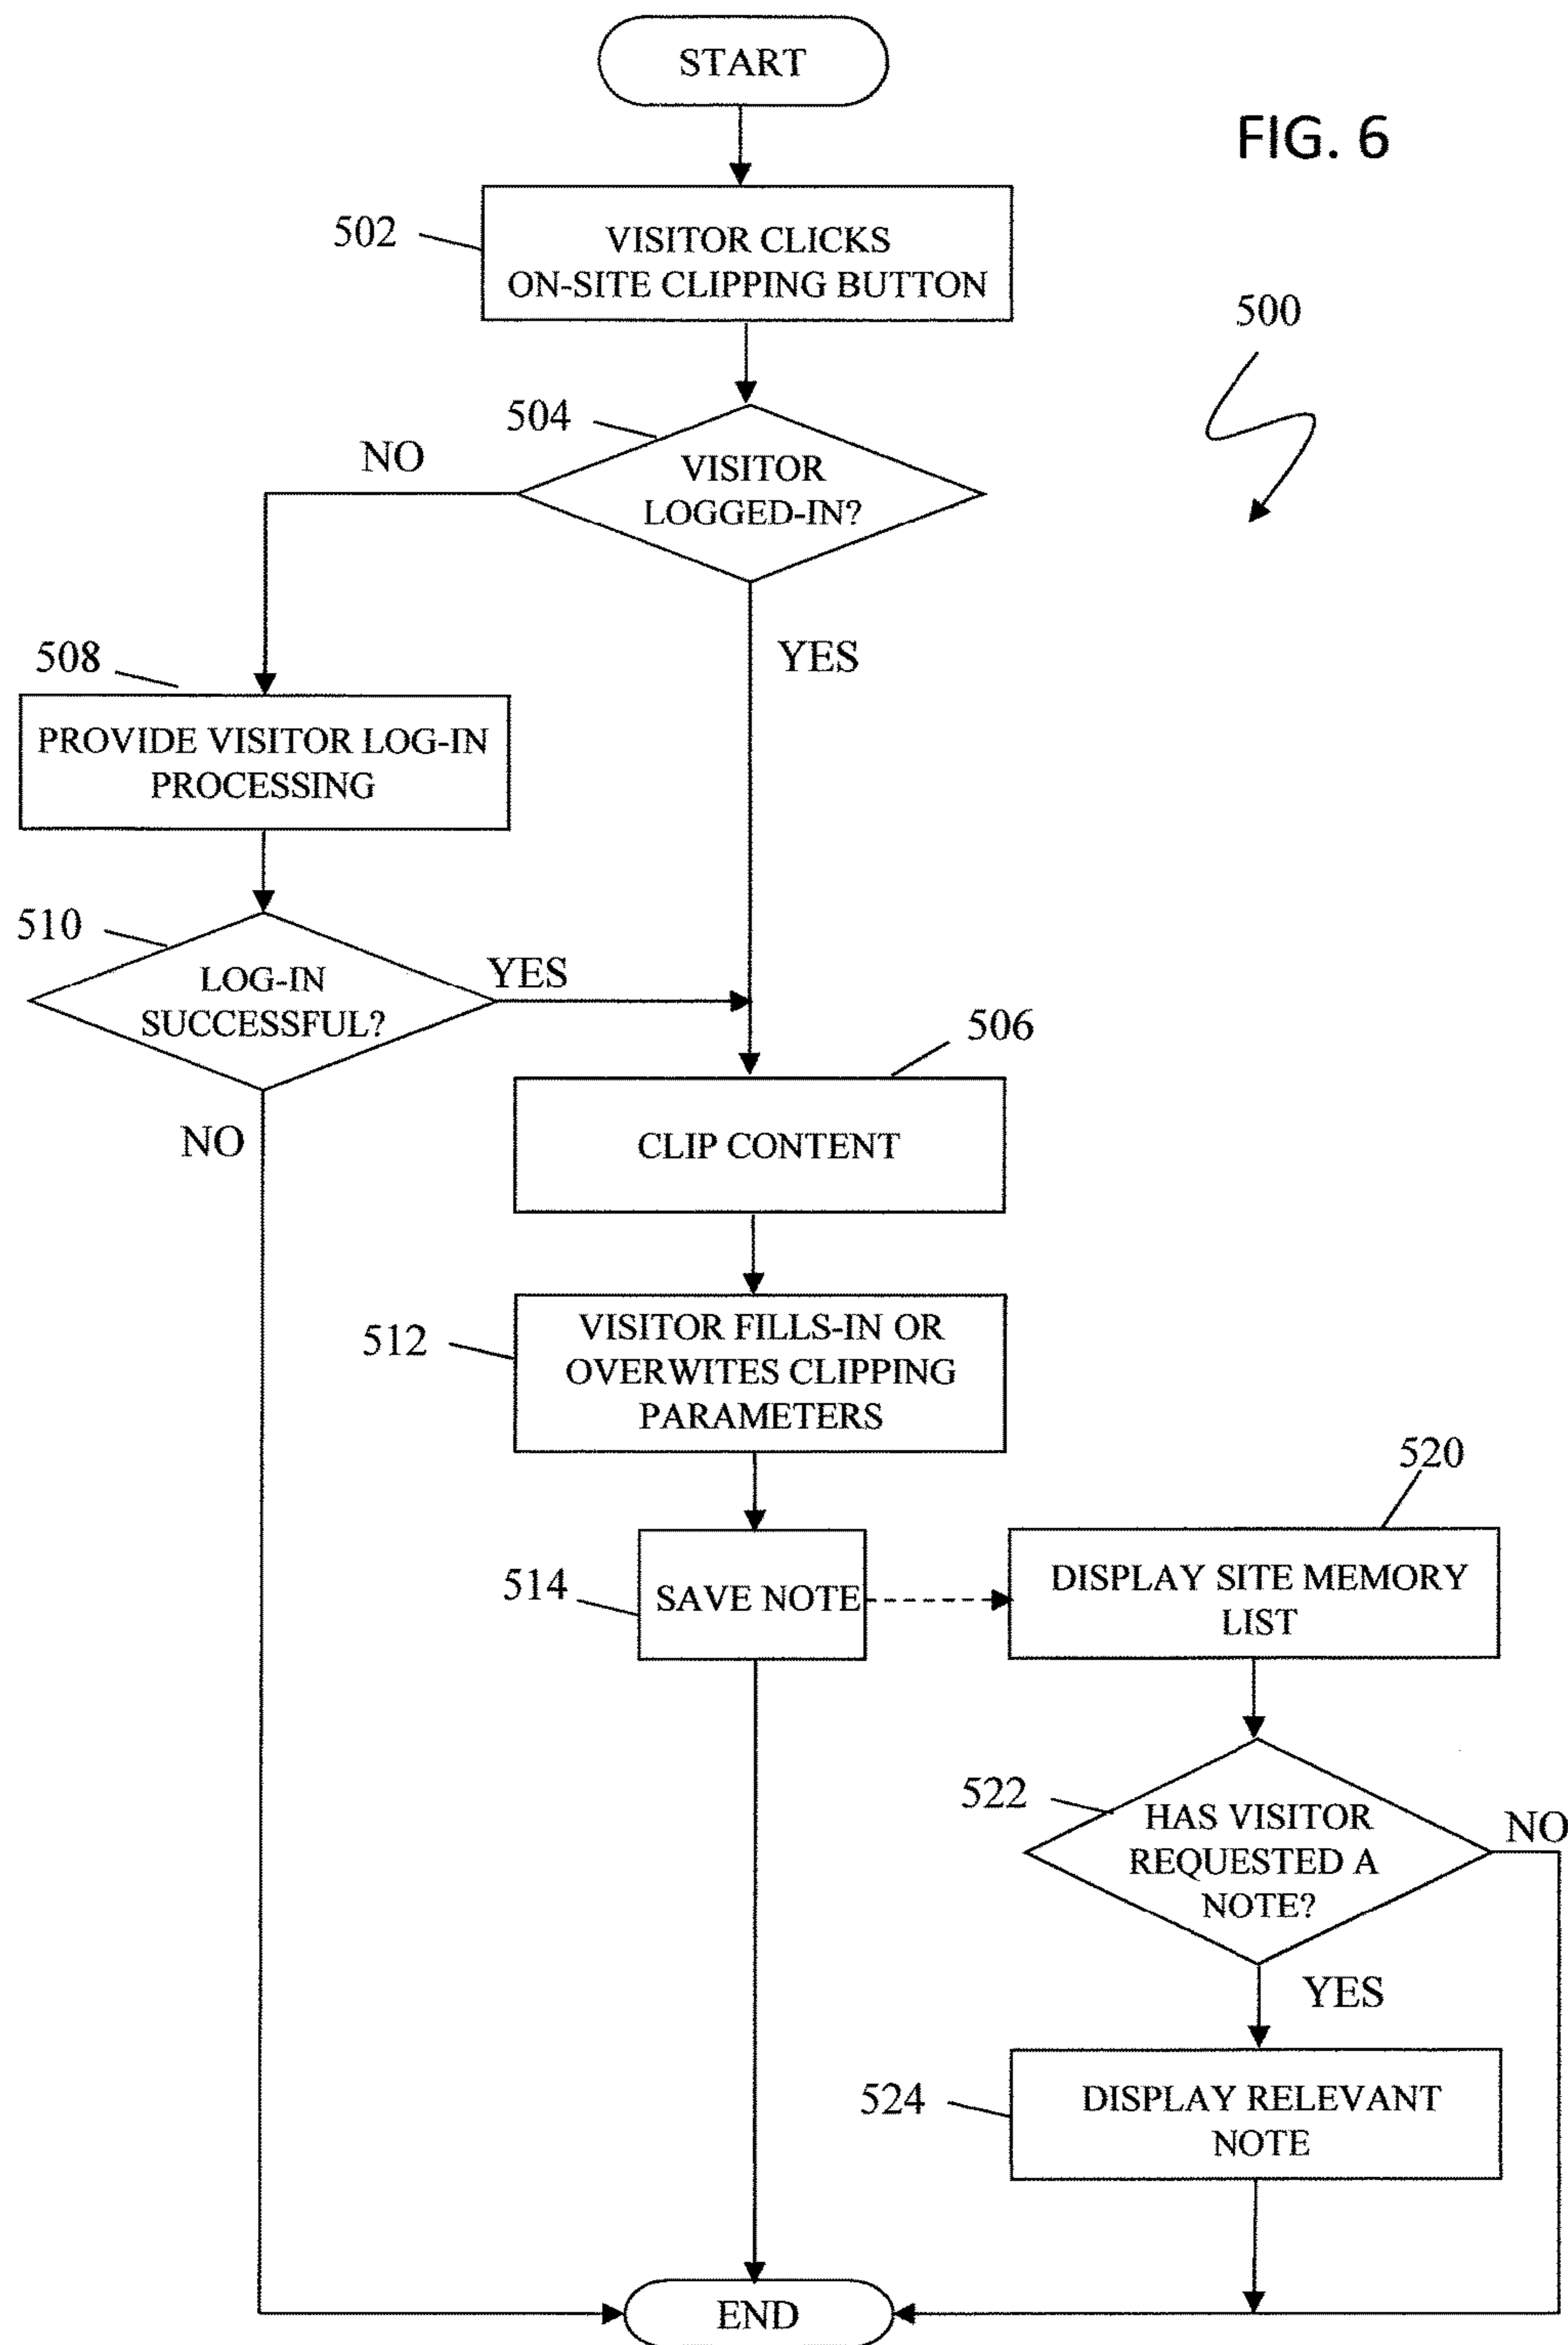 START
FIG. 6
502
VISITOR CLICKS
ON-SITE CLIPPING BUTTON
500
504
NO
VISITOR
LOGGED-IN?
508
YES
PROVIDE VISITOR LOG-IN
PROCESSING
510
YES
LOG-IN
SUCCESSFUL?
506
NO
CLIP CONTENT
512
VISITOR FILLS-IN OR
OVERWITES CLIPPING
PARAMETERS
520
514
SAVE NOTE
DISPLAY SITE MEMORY
LIST
522
HAS VISITOR
REQUESTED A
NOTE?
NO
YES
524
DISPLAY RELEVANT
NOTE
END